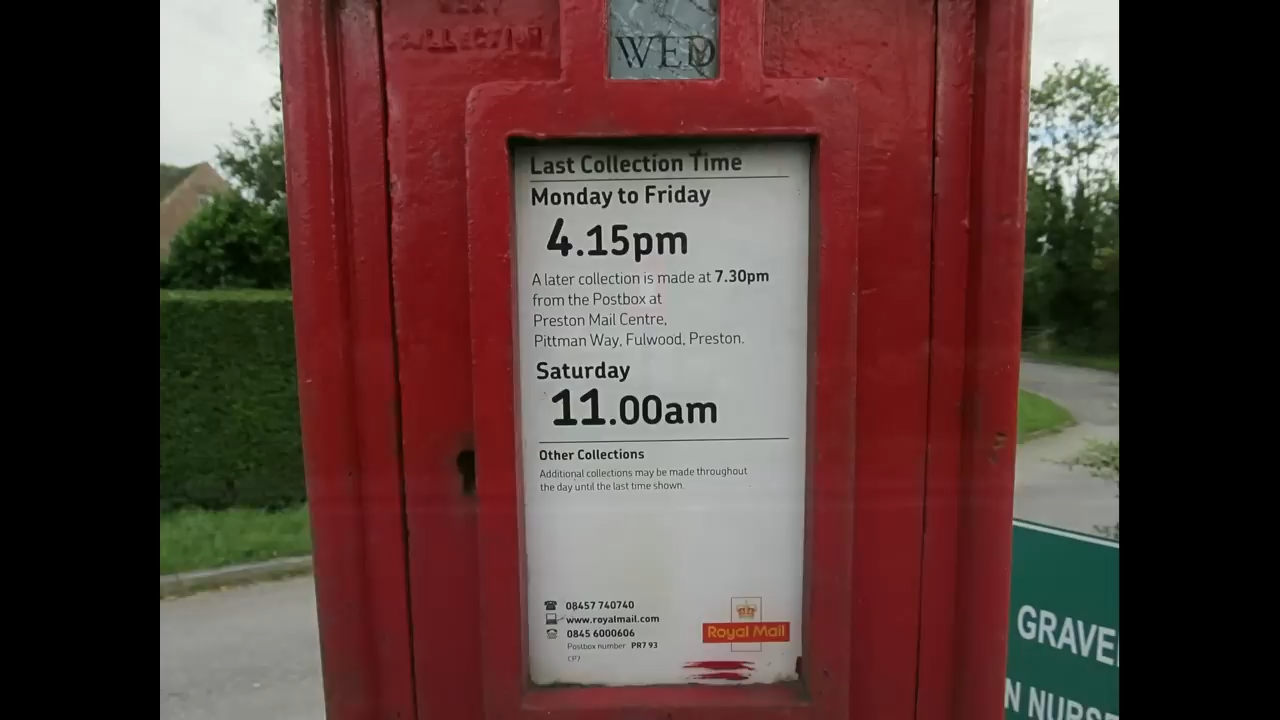 COLLECTION
WED
Last Collection Time
Monday to Friday
4.15pm
A later collection is made at 7.30pm
from the Postbox at
Preston Mail Centre,
Pittman Way, Fulwood, Preston.
Saturday
11.00am
Other Collections
Additional collections may be made throughout
the day until the last time shown.
08457 740740
www.royalmail.com
0845 6000606
Postbox number PR7 93
CP7
Royal Mail
GRAVE
N NURSE